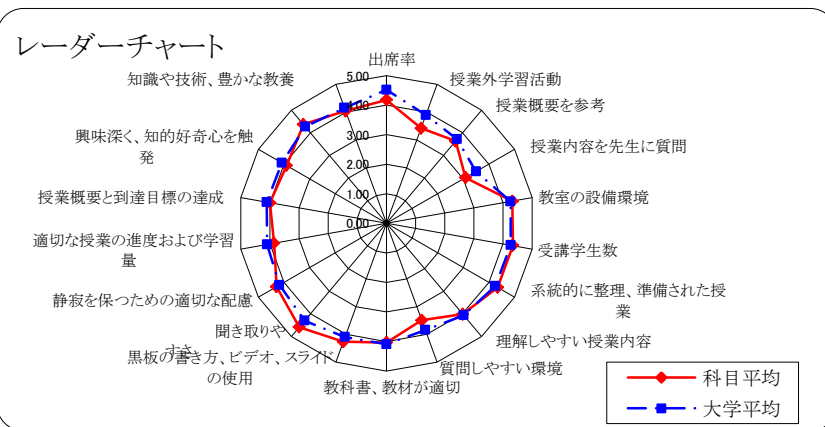 レーダーチャート
出席率
授業外学習活動
授業概要を参考
授業内容を先生に質問
教室の設備環境
受講学生数
系統的に整理、準備された授
業
理解しやすい授業内容
質問しやすい環境
教科書、教材が適切
黒板の書き方、ビデオ、スライド
の使用
聞き取りや
すさ
静寂を保つための適切な配慮
適切な授業の進度および学習
量
授業概要と到達目標の達成
興味深く、知的好奇心を触
発
知識や技術、豊かな教養
5.00
4.00
3.00
2.00
1.00
0.00
科目平均
大学平均